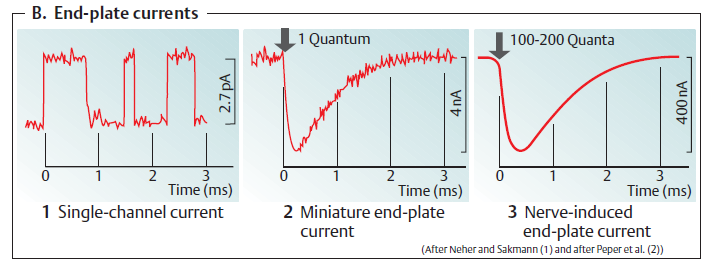 B. End-plate currents
2.7 pA
0 1 2 3
Time (ms)
1 Single-channel current
1 Quantum
4 nA
0 1 2 3
Time (ms)
2 Miniature end-plate
current
100-200 Quanta
400 nA
0 1 2 3
Time (ms)
3 Nerve-induced
end-plate current
(After Neher and Sakmann (1) and after Peper et al. (2))